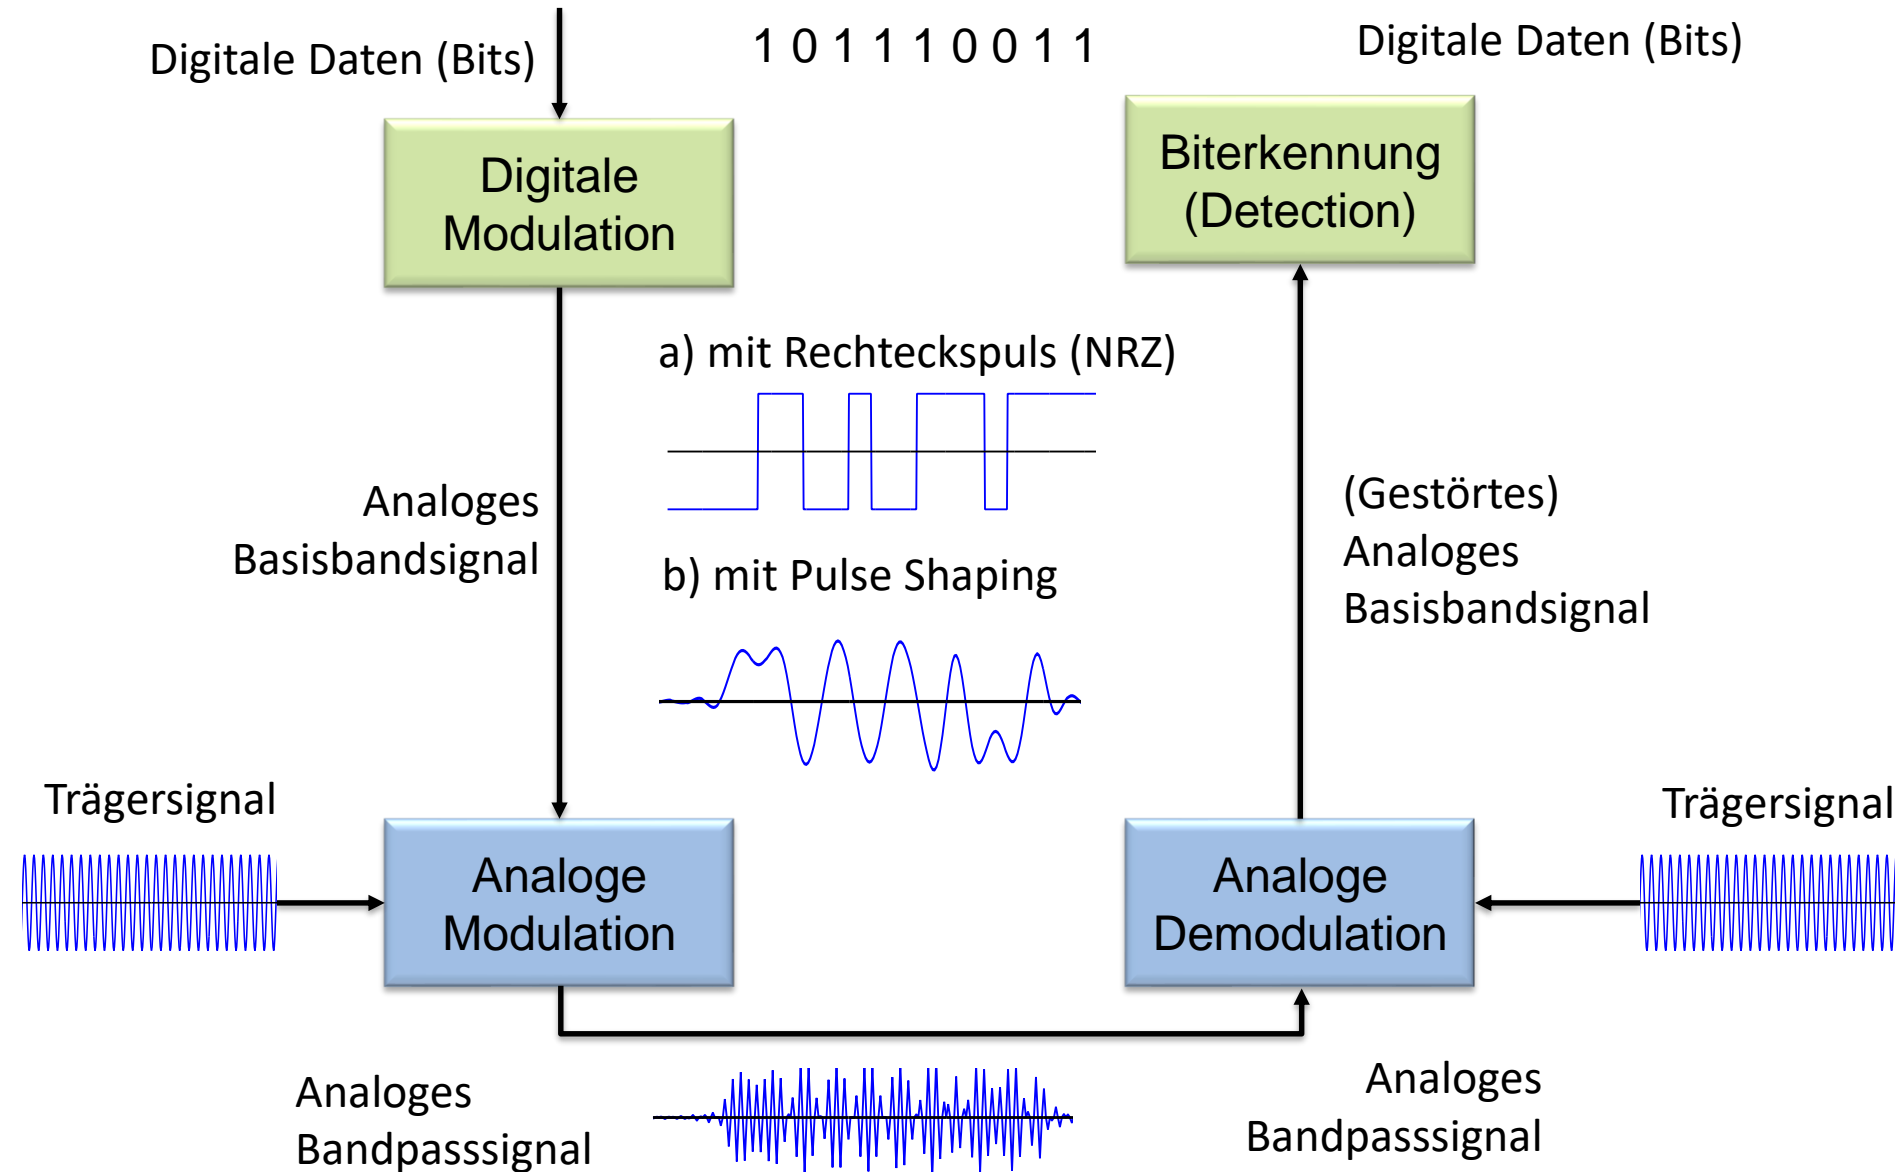 Digitale Daten (Bits)
1 0 1 1 1 0 0 1 1
Digitale Daten (Bits)
Digitale
Modulation
Biterkennung
(Detection)
a) mit Rechteckspuls (NRZ)
Analoges
Basisbandsignal
(Gestörtes)
Analoges
Basisbandsignal
b) mit Pulse Shaping
Trägersignal
Trägersignal
Analoge
Modulation
Analoge
Demodulation
Analoges
Bandpasssignal
Analoges
Bandpasssignal